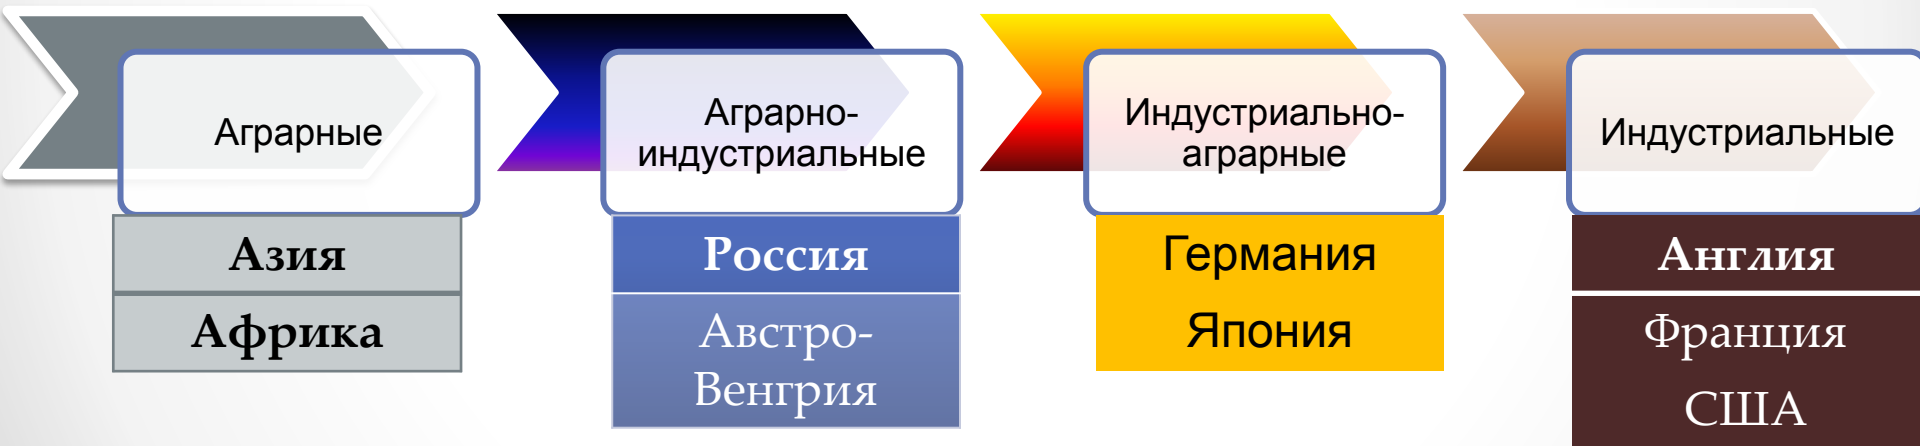 Аграрные
Азия
Африка
Аграрно-
индустриальные
Россия
Австро-
Венгрия
Индустриально-
аграрные
Германия
Япония
Индустриальные
Англия
Франция
США